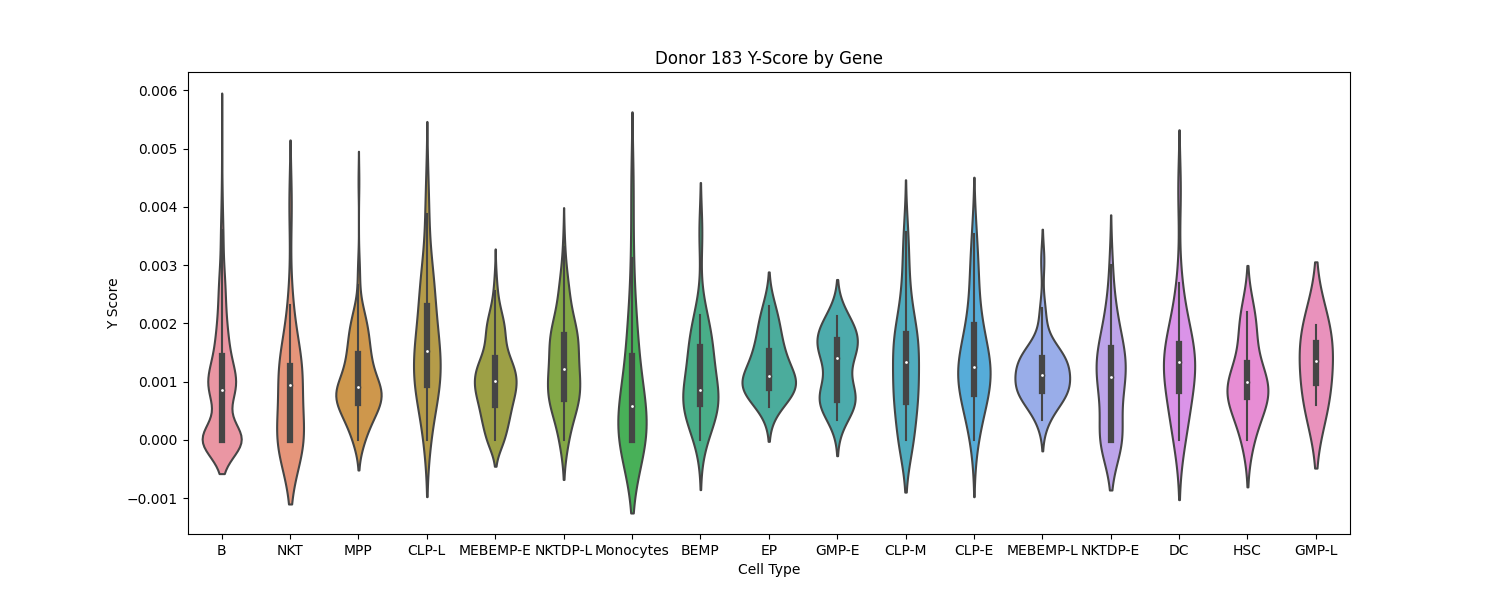 Donor 183 Y-Score by Gene
0.006
0.005
0.004
0.003
0.002
0.001
0.000
−0.001
Y Score
B NKT MPP CLP-L MEBEMP-E NKTDP-L Monocytes BEMP EP GMP-E CLP-M CLP-E MEBEMP-L NKTDP-E DC HSC GMP-L
Cell Type